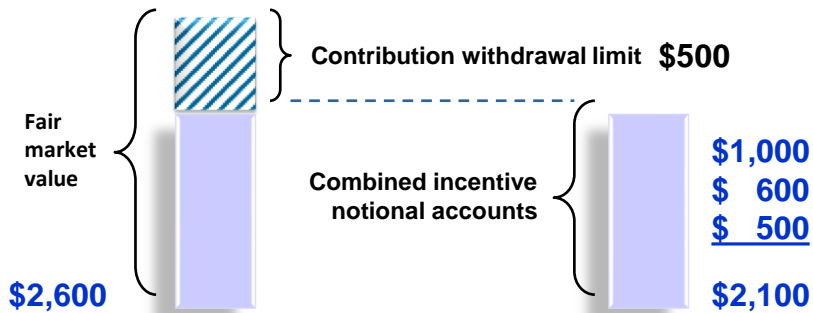 Contribution withdrawal limit $500
Fair
market
value
Combined incentive
notional accounts
$1,000
$ 600
$ 500
$2,600
$2,100